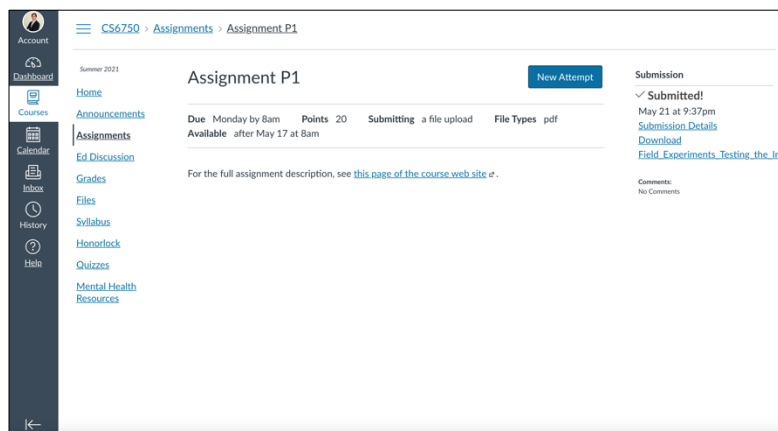 Account
Dashboard
Courses
Calendar
Inbox
History
Help
CS6750 > Assignments > Assignment P1
Summer 2021
Home
Announcements
Assignments
Ed Discussion
Grades
Files
Syllabus
Honorlock
Quizzes
Mental Health
Resources
Assignment P1
New Attempt
Due Monday by 8am Points 20 Submitting a file upload File Types pdf
Available after May 17 at 8am
For the full assignment description, see this page of the course web site.
Submission
Submitted!
May 21 at 9:37pm
Submission Details
Download
Field_Experiments_Testing_the_I
Comments:
No Comments